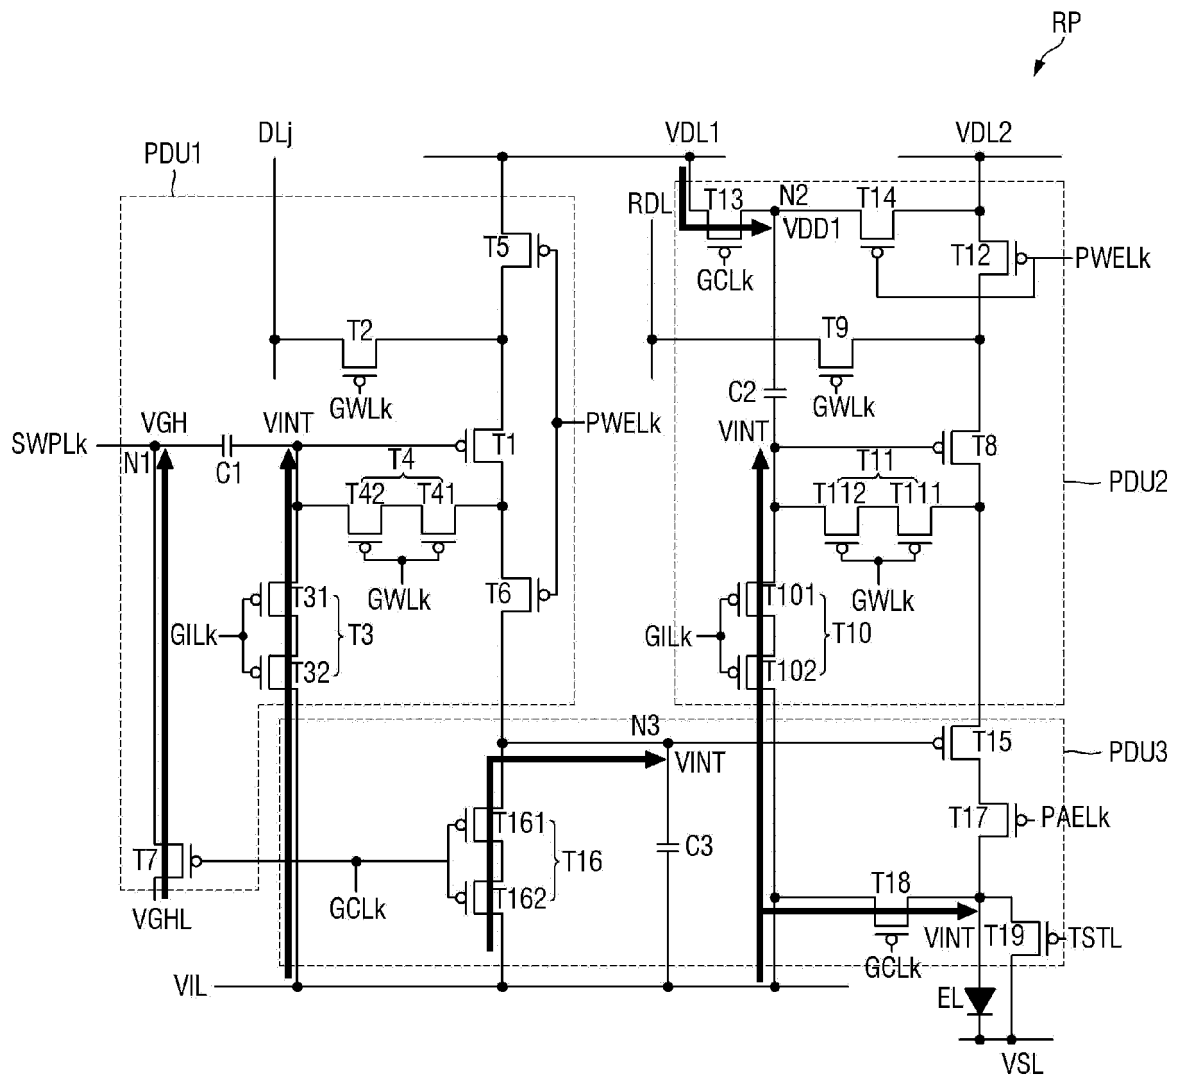 RP
DLj
VDL1
VDL2
PDU1
T13
N2
T14
RDL
VDD1
T5
T12
PWELk
GCLk
T2
T9
C2
GWLk
GWLk
VGH
VINT
VINT
PWELk
SWPLk
T1
T8
N1
C1
T4
T11
T42
T41
T112
T111
PDU2
T31
T6
GWLk
T101
GWLk
GILk
T3
GILk
T10
T32
T102
N3
T15
PDU3
VINT
T161
T17
PAELk
T7
T16
C3
T162
T18
VGHL
GCLk
VINT
T19
TSTL
GCLk
VIL
EL
VSL